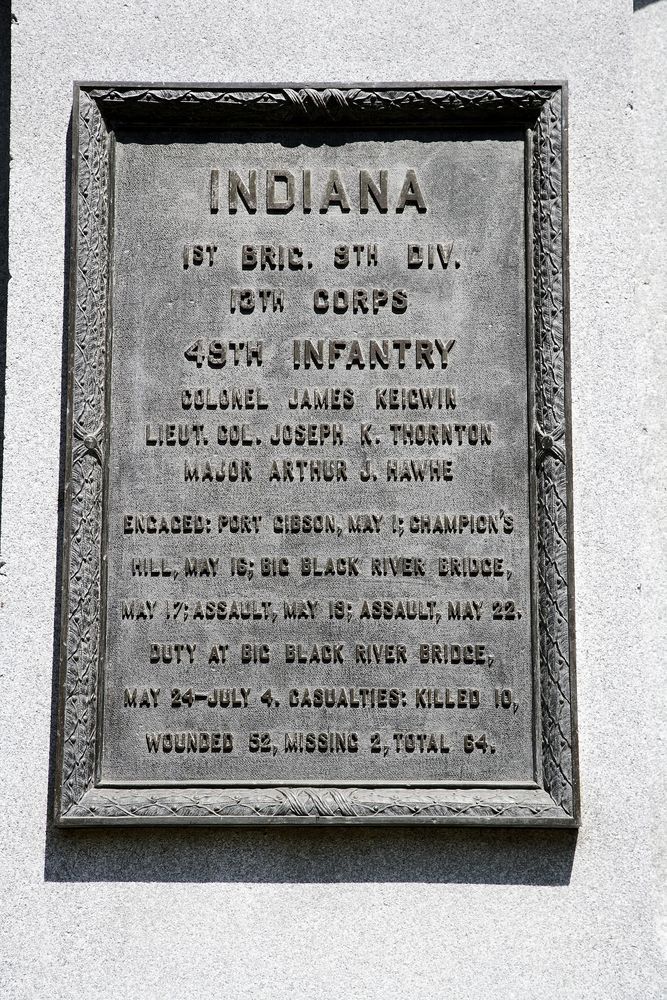 INDIANA
1ST BRIG. 9TH DIV.
13TH CORPS
49TH INFANTRY
COLONEL JAMES KEIGWIN
LIEUT. COL. JOSEPH K. THORNTON
MAJOR ARTHUR J. HAWHE
ENGAGED: PORT GIBSON, MAY 1; CHAMPION'S
HILL, MAY 16; BIG BLACK RIVER BRIDGE,
MAY 17; ASSAULT, MAY 19; ASSAULT, MAY 22.
DUTY AT BIG BLACK RIVER BRIDGE,
MAY 24-JULY 4. CASUALTIES: KILLED 10,
WOUNDED 52, MISSING 2, TOTAL 64.